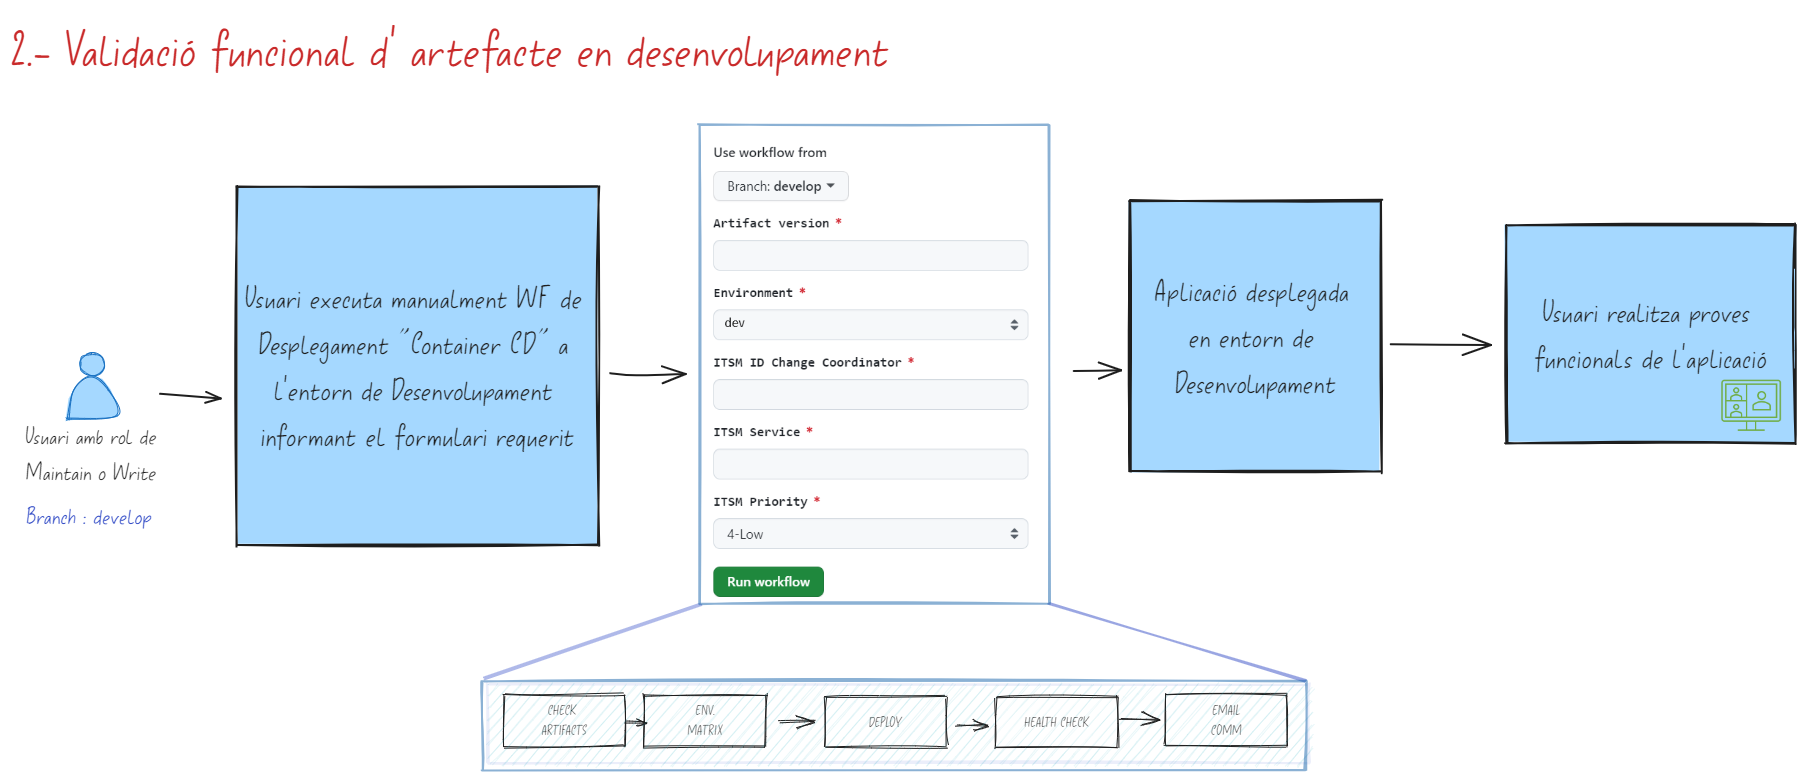 2.- Validació funcional d' artefacte en desenvolupament
Usuari amb rol de
Maintain o Write
Branch : develop
Usuari executa manualment WF de
Desplegament "Container CD" a
l'entorn de Desenvolupament
informant el formulari requerit
Use workflow from
Branch: develop
Artifact version *
Environment *
dev
ITSM ID Change Coordinator *
ITSM Service *
ITSM Priority *
4-Low
Run workflow
Aplicació desplegada
en entorn de
Desenvolupament
Usuari realitza proves
funcionals de l'aplicació
CHECK
ARTIFACTS
ENV.
MATRIX
DEPLOY
HEALTH CHECK
EMAIL
COMM